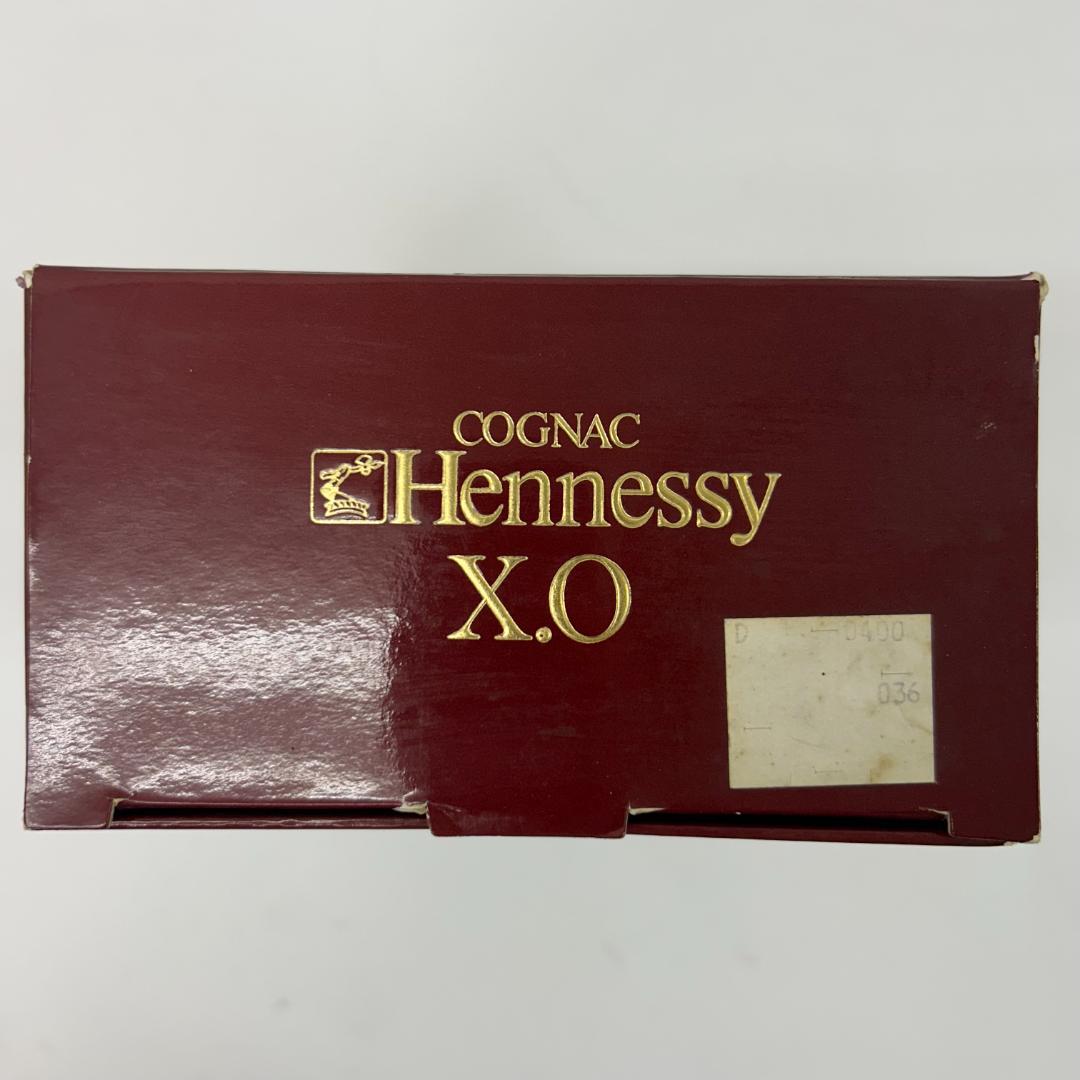 COGNAC
Hennessy
X.O
D 0400
036